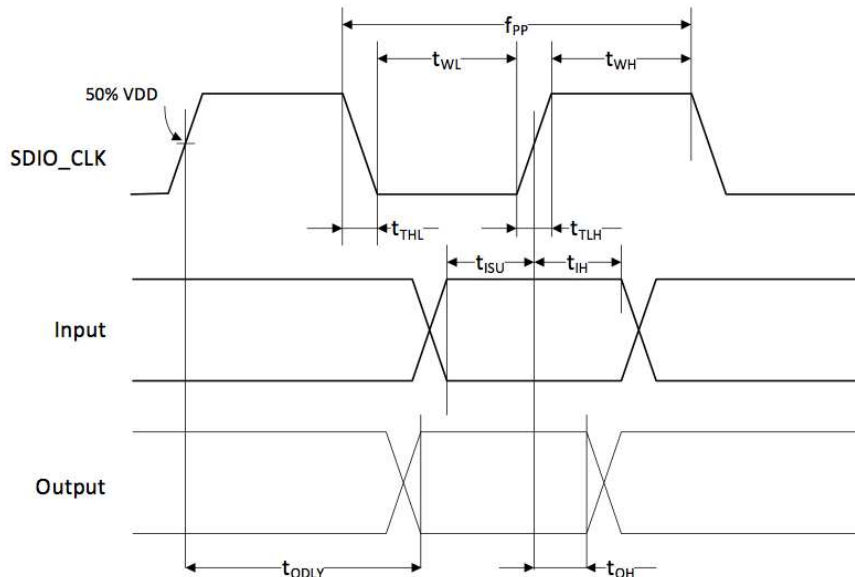 fPP
tWL
tWH
50% VDD
SDIO_CLK
tTHL
tTLH
tISU
tIH
Input
Output
tODLY
tOH